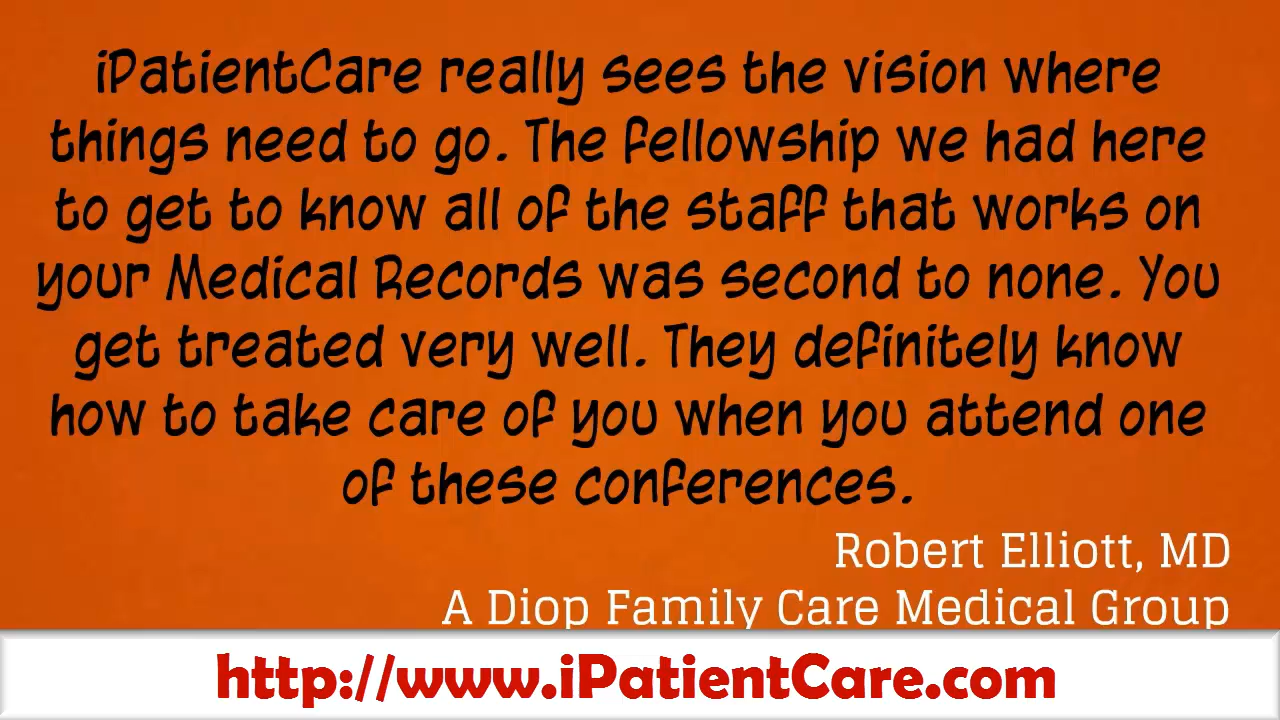 iPatientCare really sees the vision where
things need to go. The fellowship we had here
to get to know all of the staff that works on
your Medical Records was second to none. You
get treated very well. They definitely know
how to take care of you when you attend one
of these conferences.
Robert Elliott, MD
A Diop Family Care Medical Group
http://www.iPatientCare.com